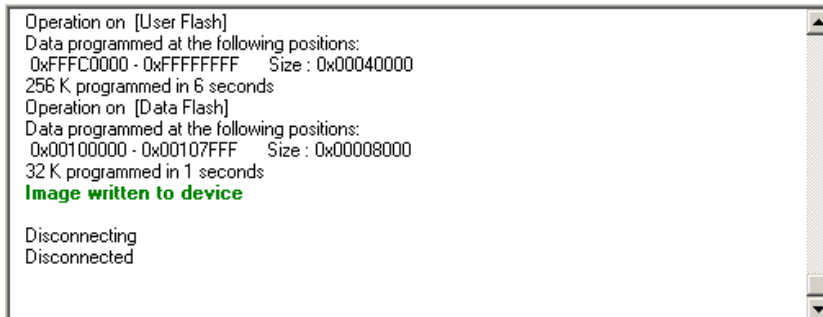 Operation on [User Flash]
Data programmed at the following positions:
0xFFFC0000 - 0xFFFFFFFF Size : 0x00040000
256 K programmed in 6 seconds
Operation on [Data Flash]
Data programmed at the following positions:
0x00100000 - 0x00107FFF Size : 0x00008000
32 K programmed in 1 seconds
Image written to device
Disconnecting
Disconnected